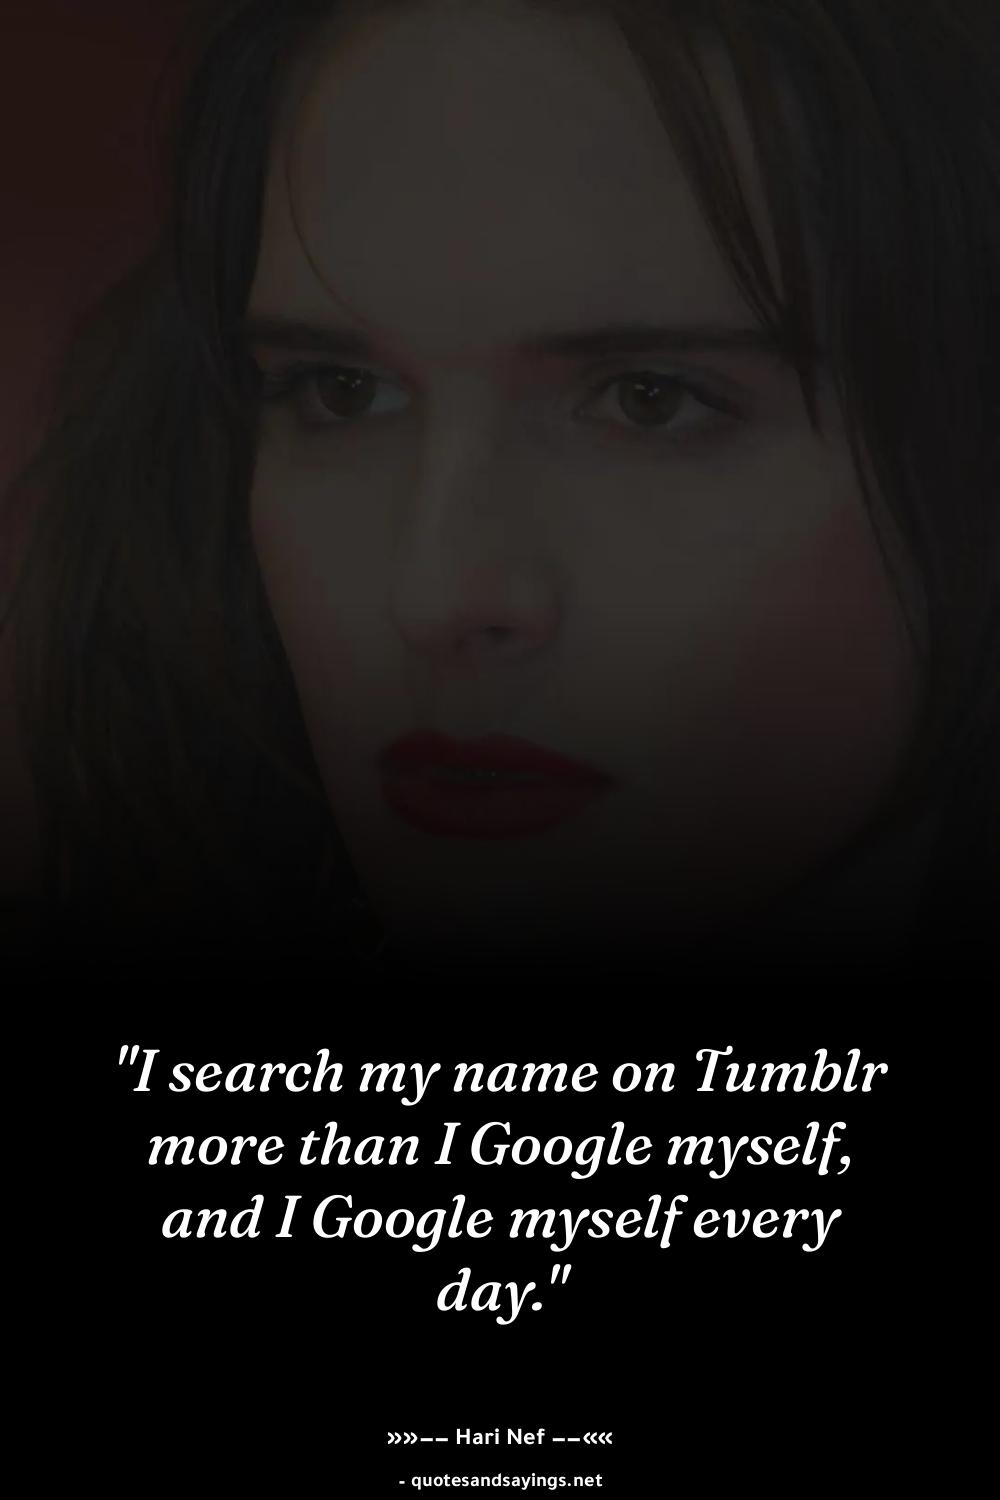 "I search my name on Tumblr
more than I Google myself,
and I Google myself every
day."
»»−− Hari Nef −−««
- quotesandsayings.net